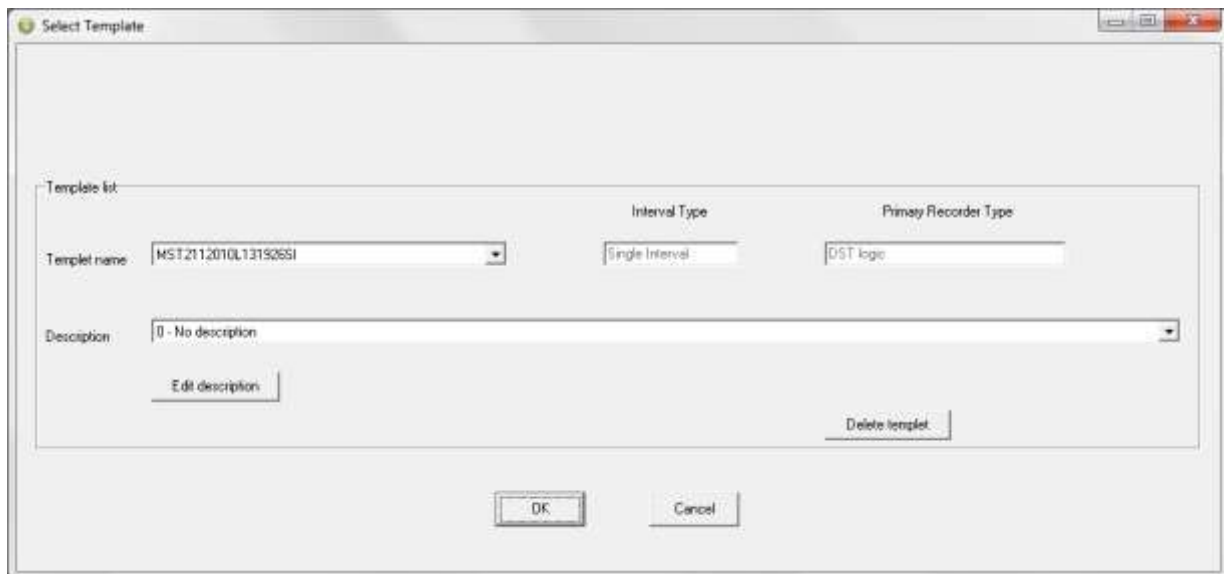 Select Template
Template list
Interval Type Primary Recorder Type
Templet name MST2112010L131926SI Single Interval DST logic
Description 0 - No description
Edit description
Delete templet
OK Cancel